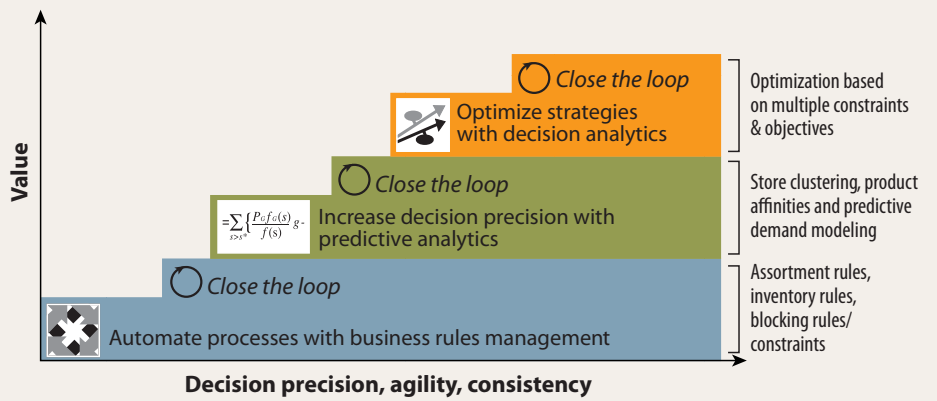 Value
Close the loop
Optimize strategies
with decision analytics
Optimization based
on multiple constraints
& objectives
Close the loop
=∑{P_G f_G(s)/f(s) g-
s>s*
Increase decision precision with
predictive analytics
Store clustering, product
affinities and predictive
demand modeling
Close the loop
Automate processes with business rules management
Assortment rules,
inventory rules,
blocking rules/
constraints
Decision precision, agility, consistency